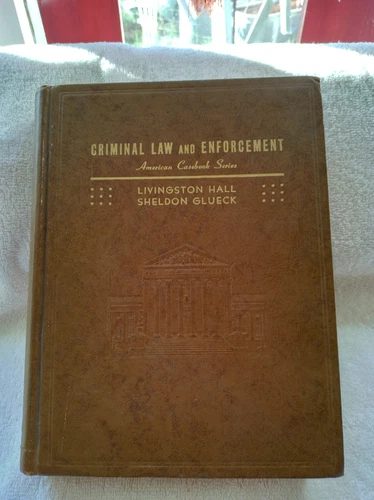 CRIMINAL LAW AND ENFORCEMENT
American Casebook Series
LIVINGSTON HALL
SHELDON GLUECK